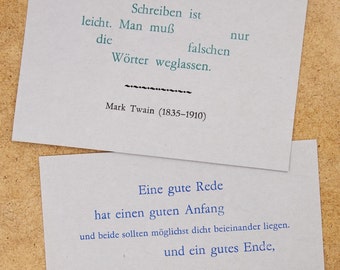 Schreiben ist
leicht. Man muß nur
die falschen
Wörter weglassen.
Mark Twain (1835–1910)
Eine gute Rede
hat einen guten Anfang
und beide sollten möglichst dicht beieinander liegen.
und ein gutes Ende,